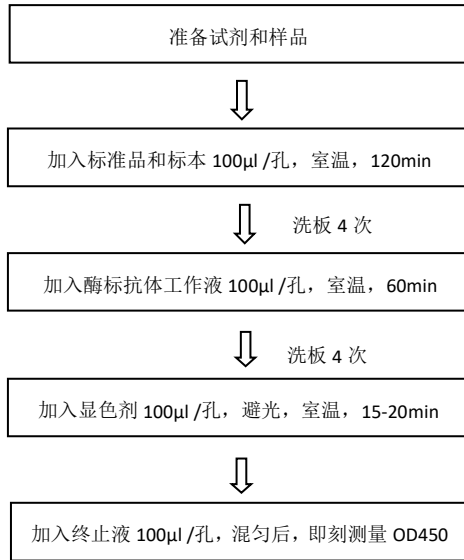 准备试剂和样品
加入标准品和标本 100μl /孔，室温，120min
洗板 4 次
加入酶标抗体工作液 100μl /孔，室温，60min
洗板 4 次
加入显色剂 100μl /孔，避光，室温，15-20min
加入终止液 100μl /孔，混匀后，即刻测量 OD450